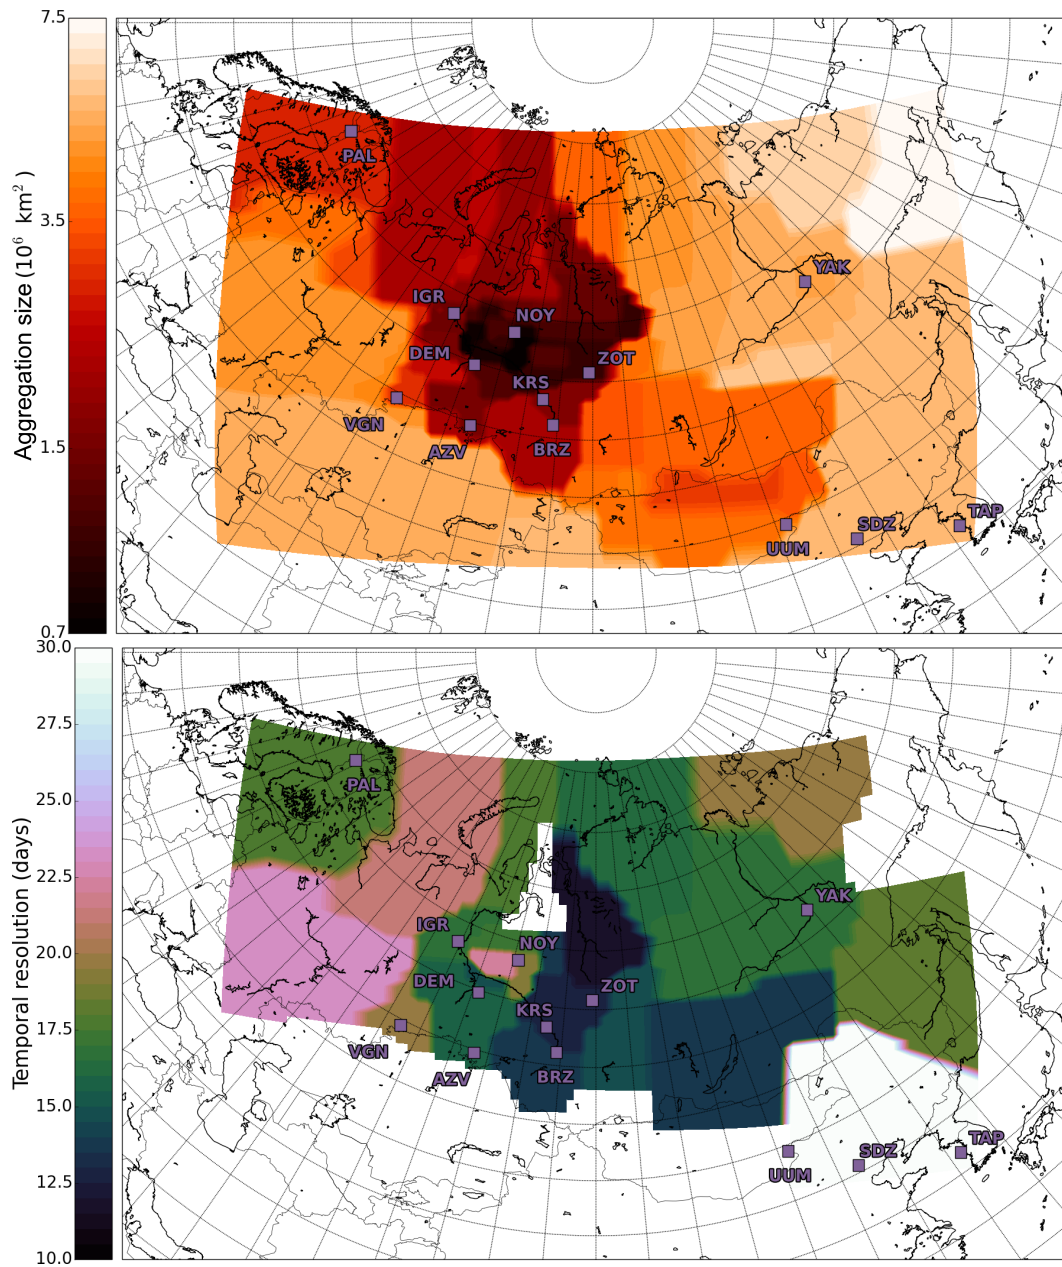 7.5
3.5
1.5
0.7
Aggregation size (10⁶ km²)
PAL
YAK
IGR
NOY
DEM
ZOT
KRS
VGN
AZV
BRZ
TAP
SDZ
UUM
30.0
27.5
25.0
22.5
20.0
17.5
15.0
12.5
10.0
Temporal resolution (days)
PAL
YAK
IGR
NOY
DEM
ZOT
KRS
VGN
AZV
BRZ
TAP
SDZ
UUM